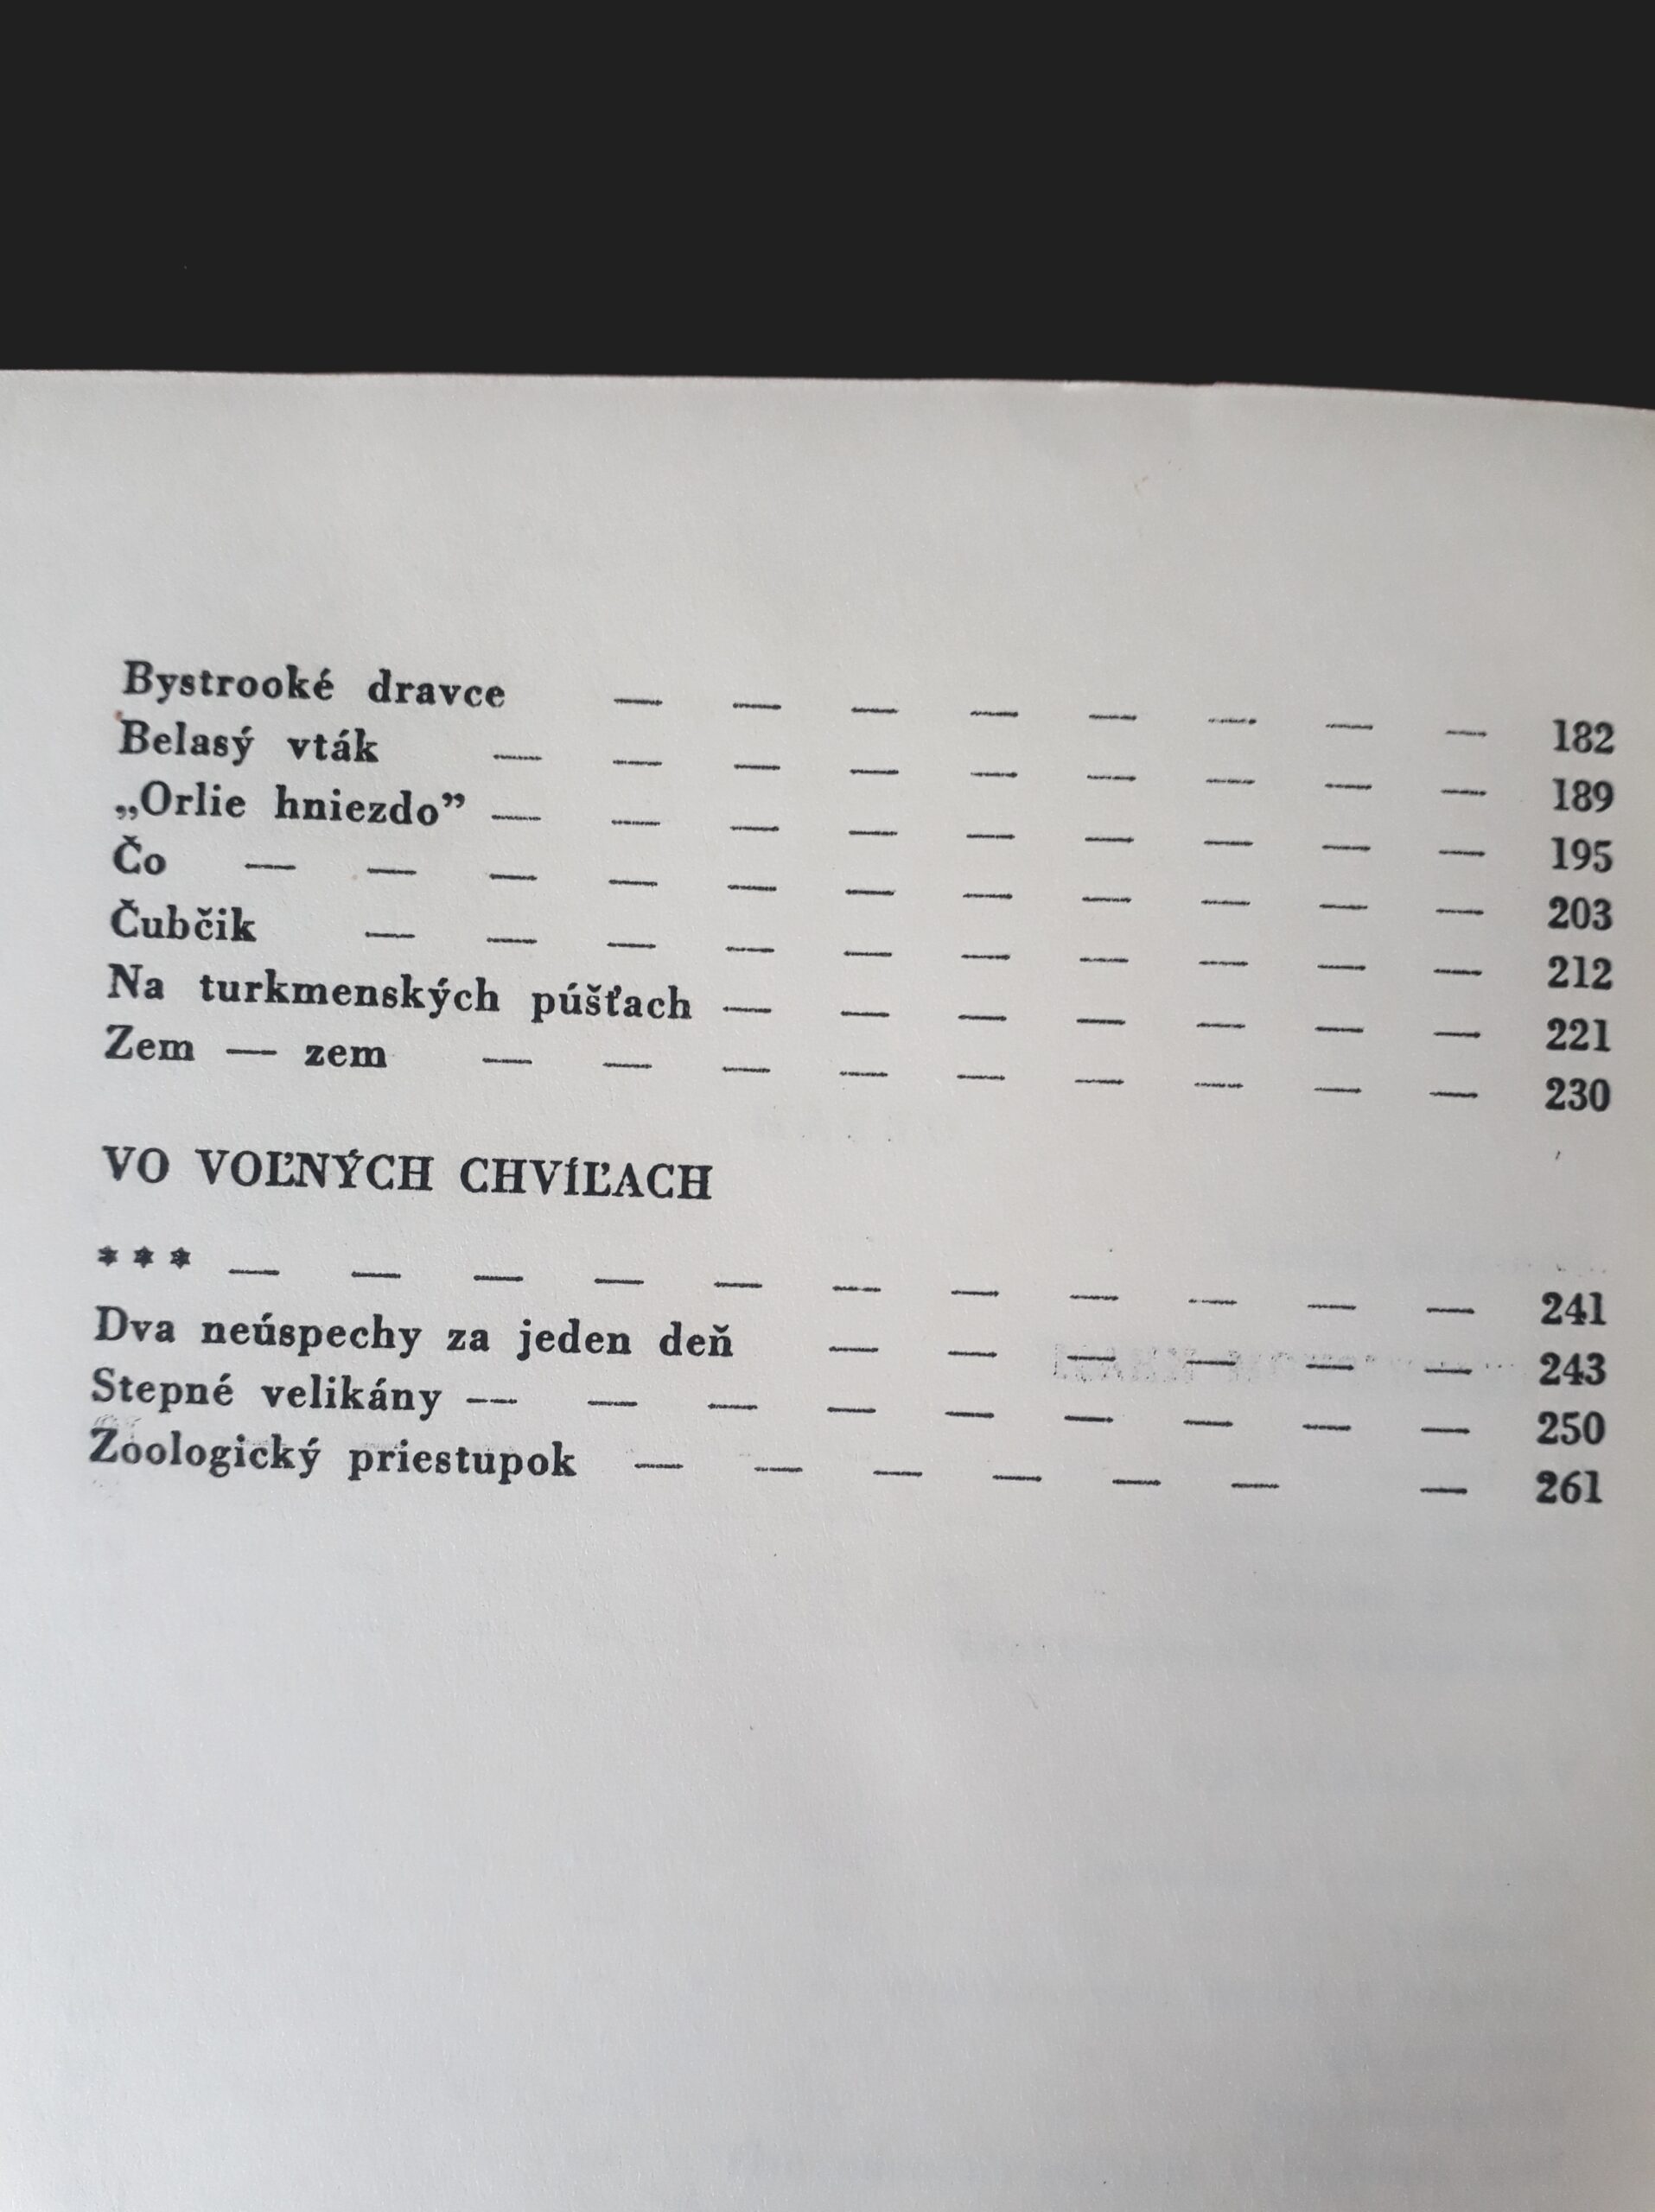 Bystrooké dravce — — — — — — — — 182
Belasý vták — — — — — — — — — 189
„Orlie hniezdo” — — — — — — — — — 195
Čo — — — — — — — — — — — 203
Čubčik — — — — — — — — — — 212
Na turkmenských púšťach — — — — — — — 221
Zem — zem — — — — — — — — — 230
VO VOĽNÝCH CHVÍĽACH
* * * — — — — — — — — — — — 241
Dva neúspechy za jeden deň — — — — — — 243
Stepné velikány — — — — — — — — — 250
Zoologický priestupok — — — — — — — 261